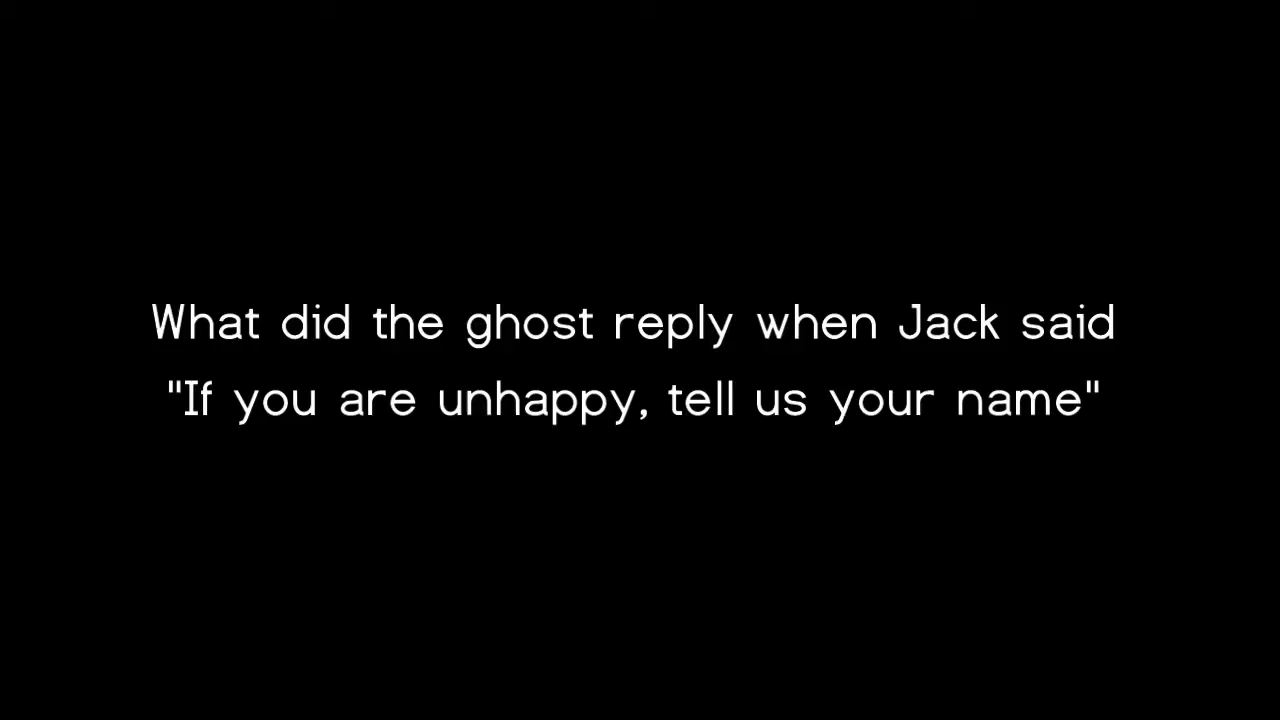 What did the ghost reply when Jack said
"If you are unhappy, tell us your name"